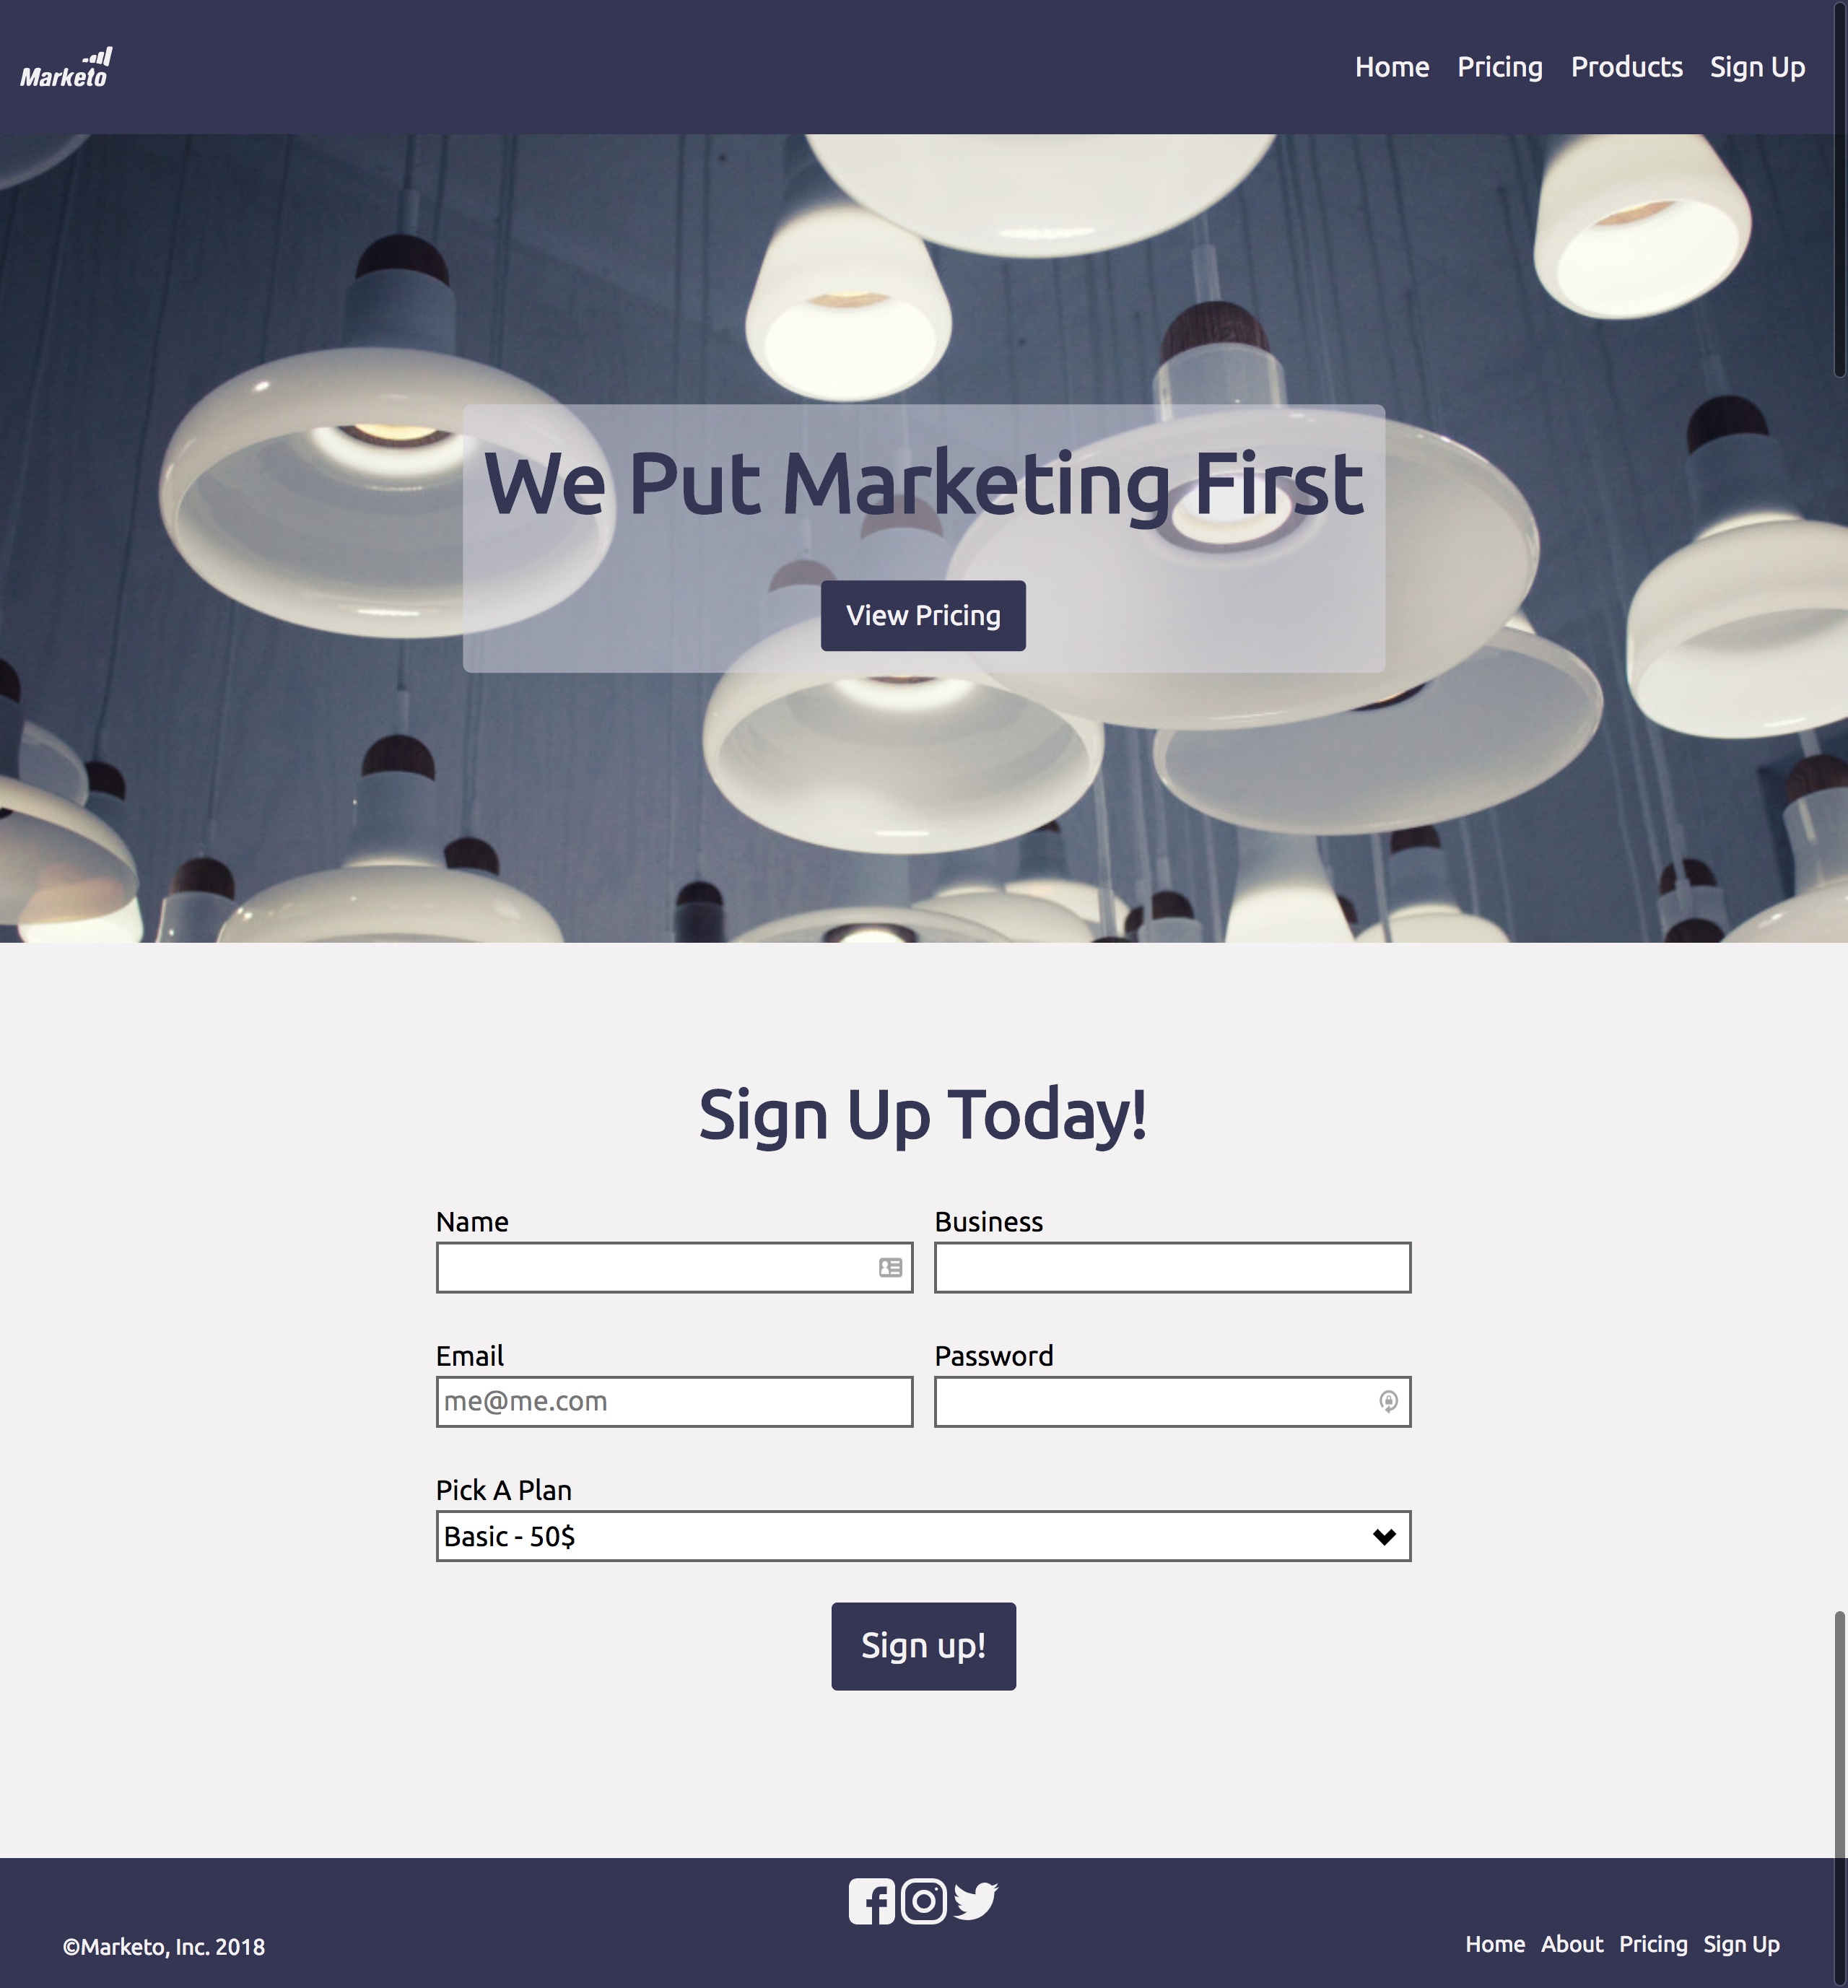 Marketo
Home Pricing Products Sign Up
We Put Marketing First
View Pricing
Sign Up Today!
Name Business
Email Password
me@me.com
Pick A Plan
Basic - 50$
Sign up!
©Marketo, Inc. 2018
Home About Pricing Sign Up